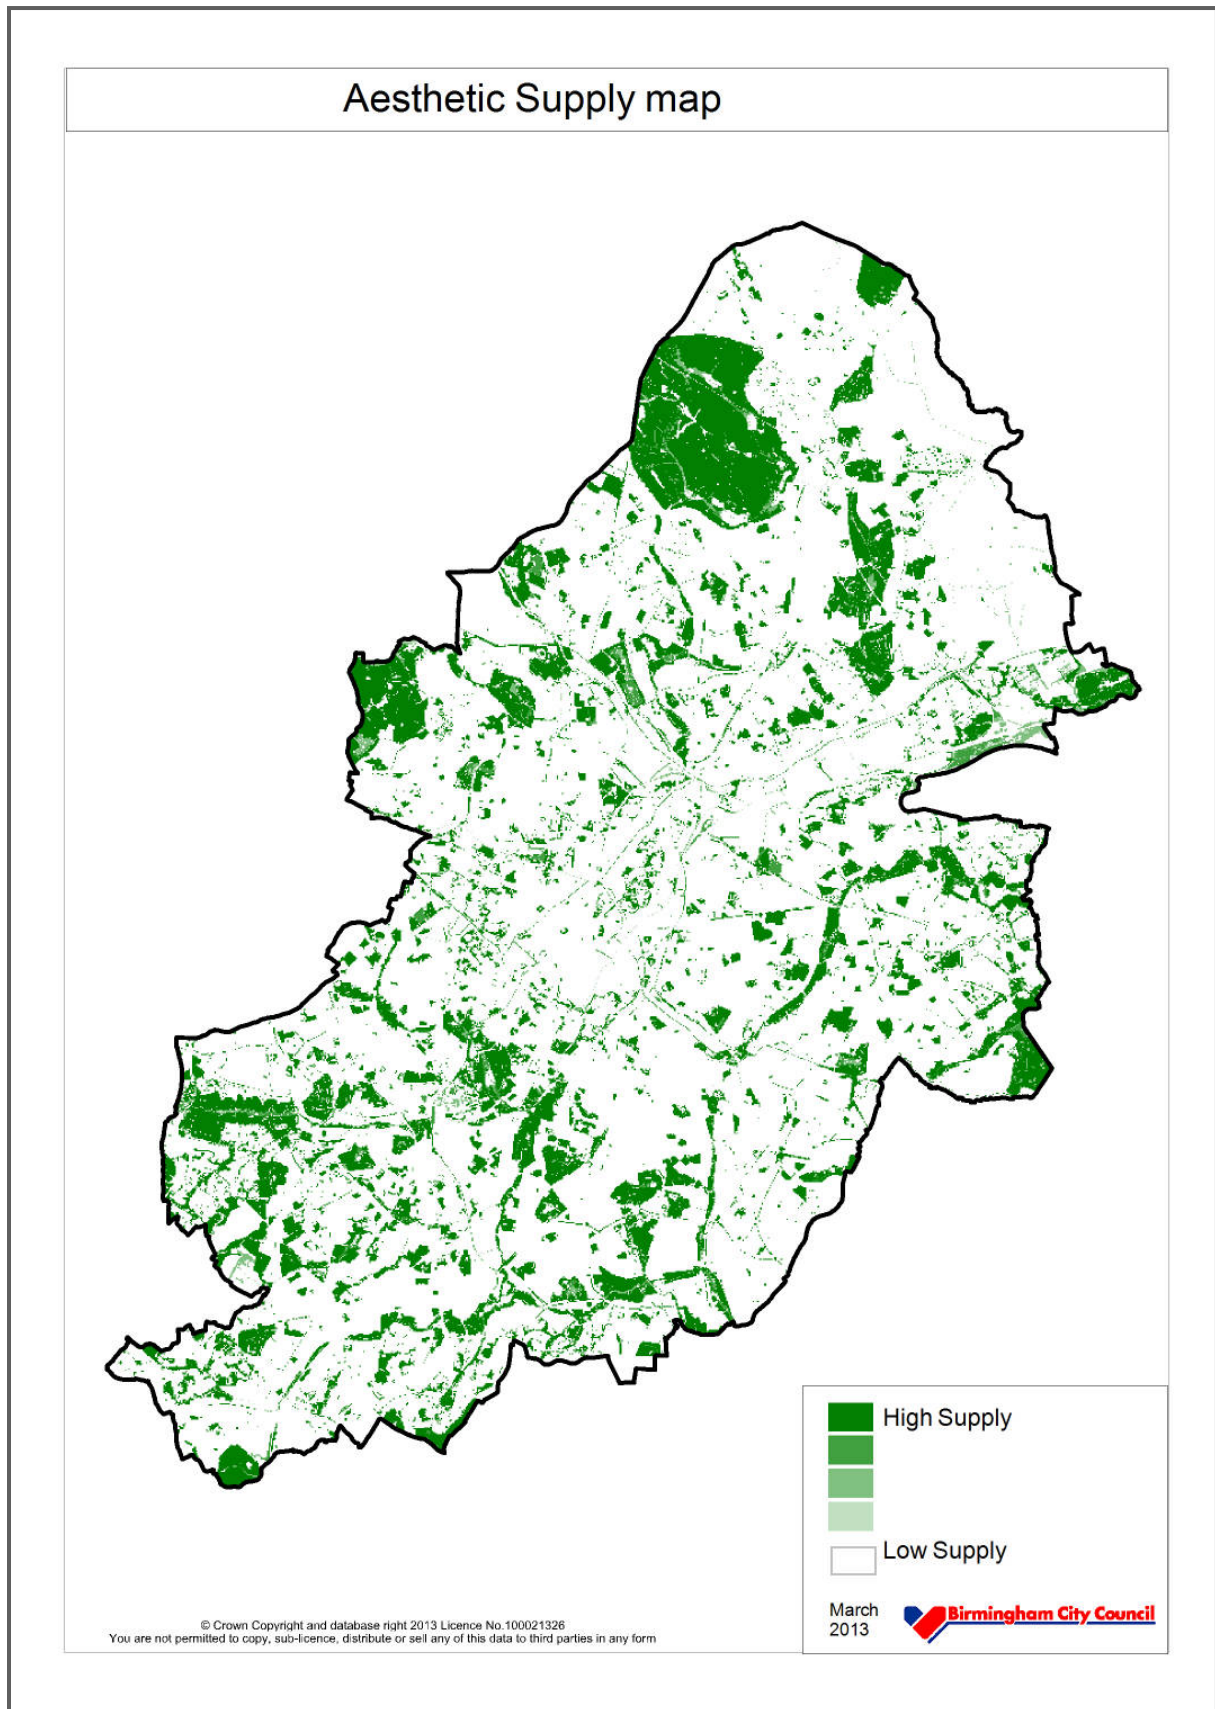 Aesthetic Supply map
High Supply
Low Supply
March
2013
Birmingham City Council
© Crown Copyright and database right 2013 Licence No.100021326
You are not permitted to copy, sub-licence, distribute or sell any of this data to third parties in any form